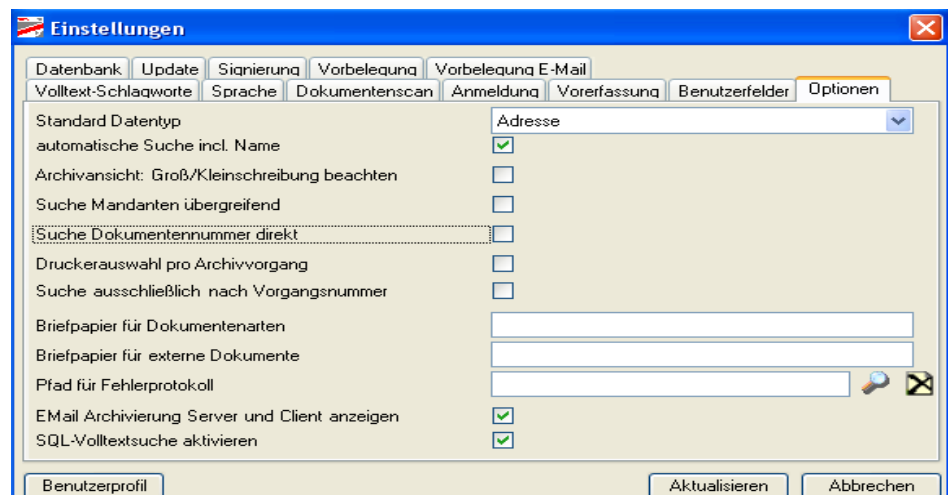 Einstellungen
Datenbank Update Signierung Vorbelegung Vorbelegung E-Mail
Volltext-Schlagworte Sprache Dokumentenscan Anmeldung Vorerfassung Benutzerfelder Optionen
Standard Datentyp Adresse
automatische Suche incl. Name
Archivansicht: Groß/Kleinschreibung beachten
Suche Mandanten übergreifend
Suche Dokumentennummer direkt
Druckerauswahl pro Archivvorgang
Suche ausschließlich nach Vorgangsnummer
Briefpapier für Dokumentenarten
Briefpapier für externe Dokumente
Pfad für Fehlerprotokoll
EMail Archivierung Server und Client anzeigen
SQL-Volltextsuche aktivieren
Benutzerprofil Aktualisieren Abbrechen